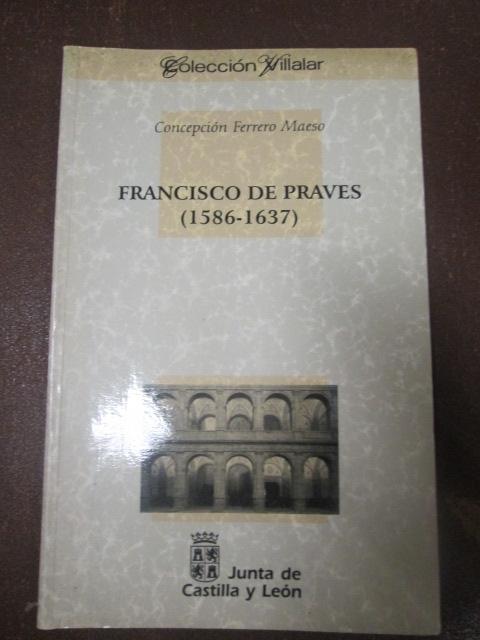 Colección Villalar
Concepción Ferrero Maeso
FRANCISCO DE PRAVES
(1586-1637)
Junta de
Castilla y León